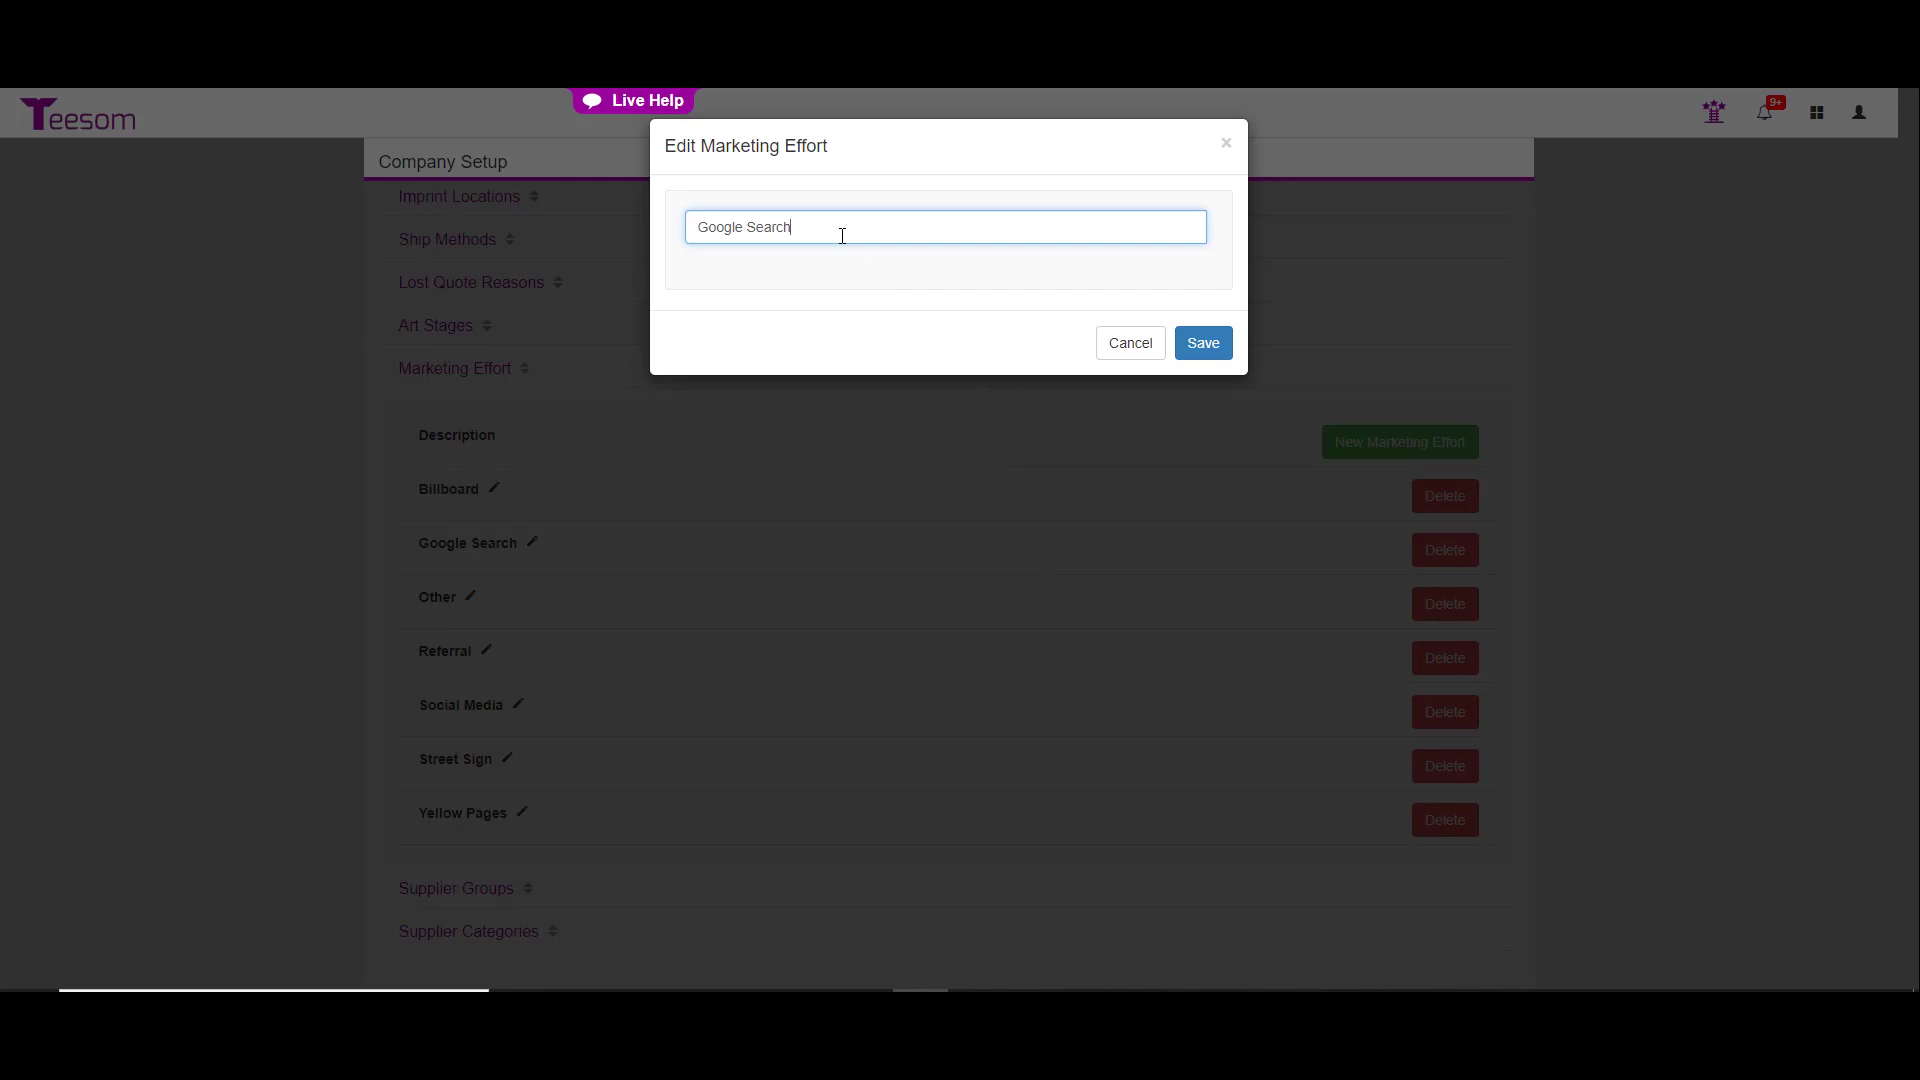 Teesom
Live Help
9+
Edit Marketing Effort
×
Company Setup
Google Search
Cancel
Save
Imprint Locations
Ship Methods
Lost Quote Reasons
Art Stages
Marketing Effort
Description
New Marketing Effort
Billboard
Delete
Google Search
Delete
Other
Delete
Referral
Delete
Social Media
Delete
Street Sign
Delete
Yellow Pages
Delete
Supplier Groups
Supplier Categories